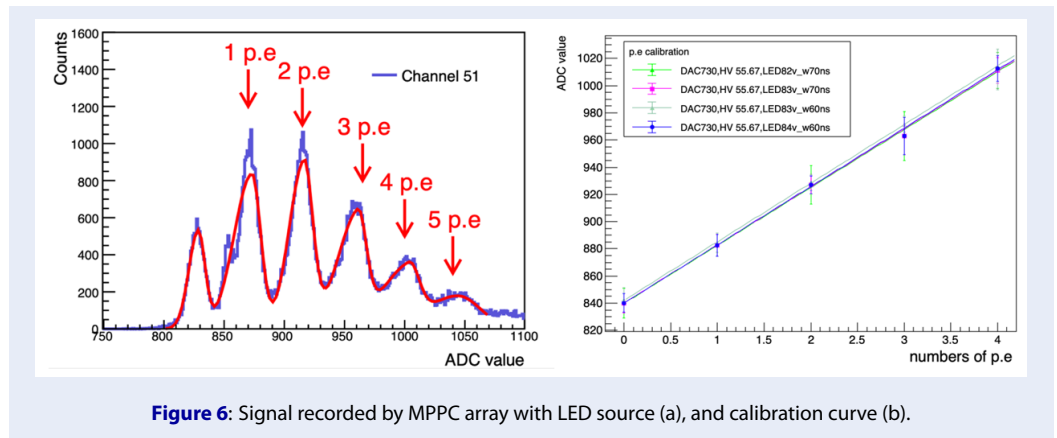 Counts
1600
1400
1200
1000
800
600
400
200
0
750
800
850
900
950
1000
1050
1100
ADC value
1 p.e
2 p.e
3 p.e
4 p.e
5 p.e
Channel 51
ADC value
1020
1000
980
960
940
920
900
880
860
840
820
p.e calibration
DAC730,HV 55.67,LED82v_w70ns
DAC730,HV 55.67,LED83v_w70ns
DAC730,HV 55.67,LED83v_w60ns
DAC730,HV 55.67,LED84v_w60ns
0
0.5
1
1.5
2
2.5
3
3.5
4
numbers of p.e
Figure 6: Signal recorded by MPPC array with LED source (a), and calibration curve (b).